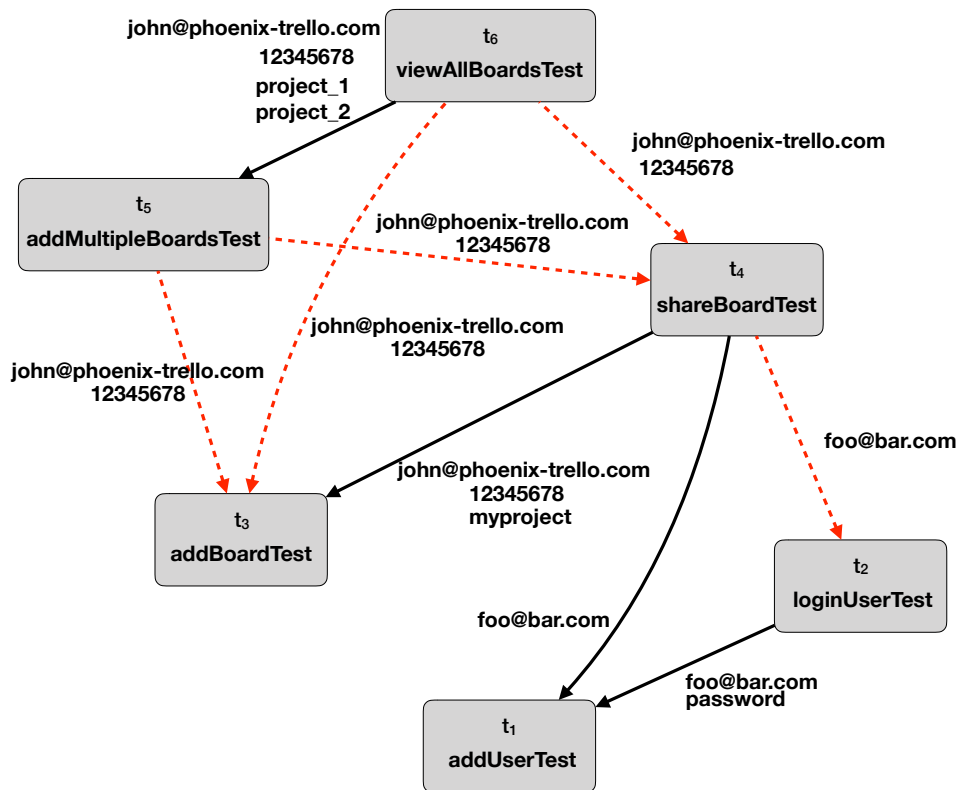 john@phoenix-trello.com
12345678
project_1
project_2
t6
viewAllBoardsTest
john@phoenix-trello.com
12345678
t5
addMultipleBoardsTest
john@phoenix-trello.com
12345678
t4
shareBoardTest
john@phoenix-trello.com
12345678
john@phoenix-trello.com
12345678
foo@bar.com
john@phoenix-trello.com
12345678
myproject
t3
addBoardTest
t2
loginUserTest
foo@bar.com
foo@bar.com
password
t1
addUserTest